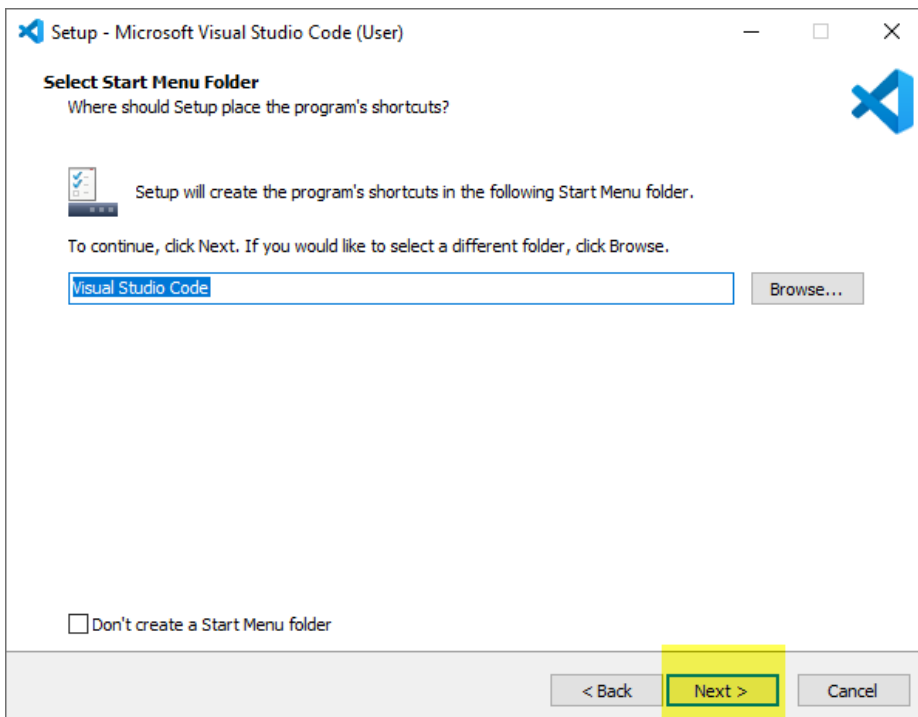 Setup - Microsoft Visual Studio Code (User)
Select Start Menu Folder
Where should Setup place the program's shortcuts?
Setup will create the program's shortcuts in the following Start Menu folder.
To continue, click Next. If you would like to select a different folder, click Browse.
Visual Studio Code
Browse...
Don't create a Start Menu folder
< Back
Next >
Cancel